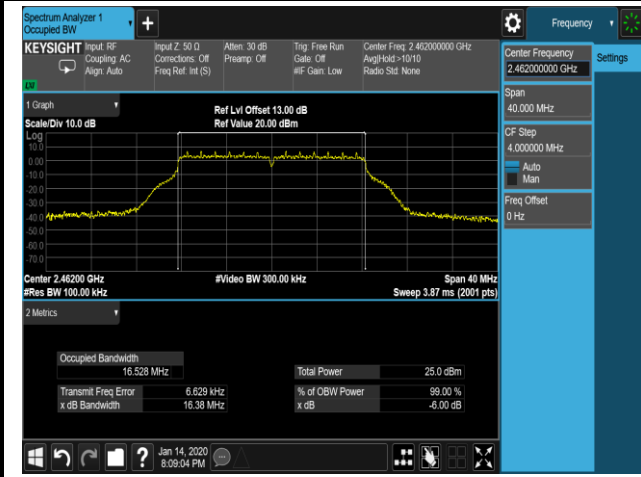 Spectrum Analyzer 1
Occupied BW
+
Frequency
KEYSIGHT
Input: RF
Coupling: AC
Align: Auto
Input Z: 50 Ω
Corrections: Off
Freq Ref: Int (S)
Atten: 30 dB
Preamp: Off
Trig: Free Run
Gate: Off
#IF Gain: Low
Center Freq: 2.462000000 GHz
Avg|Hold:>10/10
Radio Std: None
Center Frequency
2.462000000 GHz
Settings
Span
40.000 MHz
CF Step
4.000000 MHz
Auto
Man
Freq Offset
0 Hz
1 Graph
Scale/Div 10.0 dB
Ref Lvl Offset 13.00 dB
Ref Value 20.00 dBm
Log
10.0
0.00
-10.0
-20.0
-30.0
-40.0
-50.0
-60.0
-70.0
Center 2.46200 GHz
#Video BW 300.00 kHz
Span 40 MHz
#Res BW 100.00 kHz
Sweep 3.87 ms (2001 pts)
2 Metrics
Occupied Bandwidth
16.528 MHz
Total Power 25.0 dBm
Transmit Freq Error 6.629 kHz
% of OBW Power 99.00 %
x dB Bandwidth 16.38 MHz
x dB -6.00 dB
?
Jan 14, 2020
8:09:04 PM